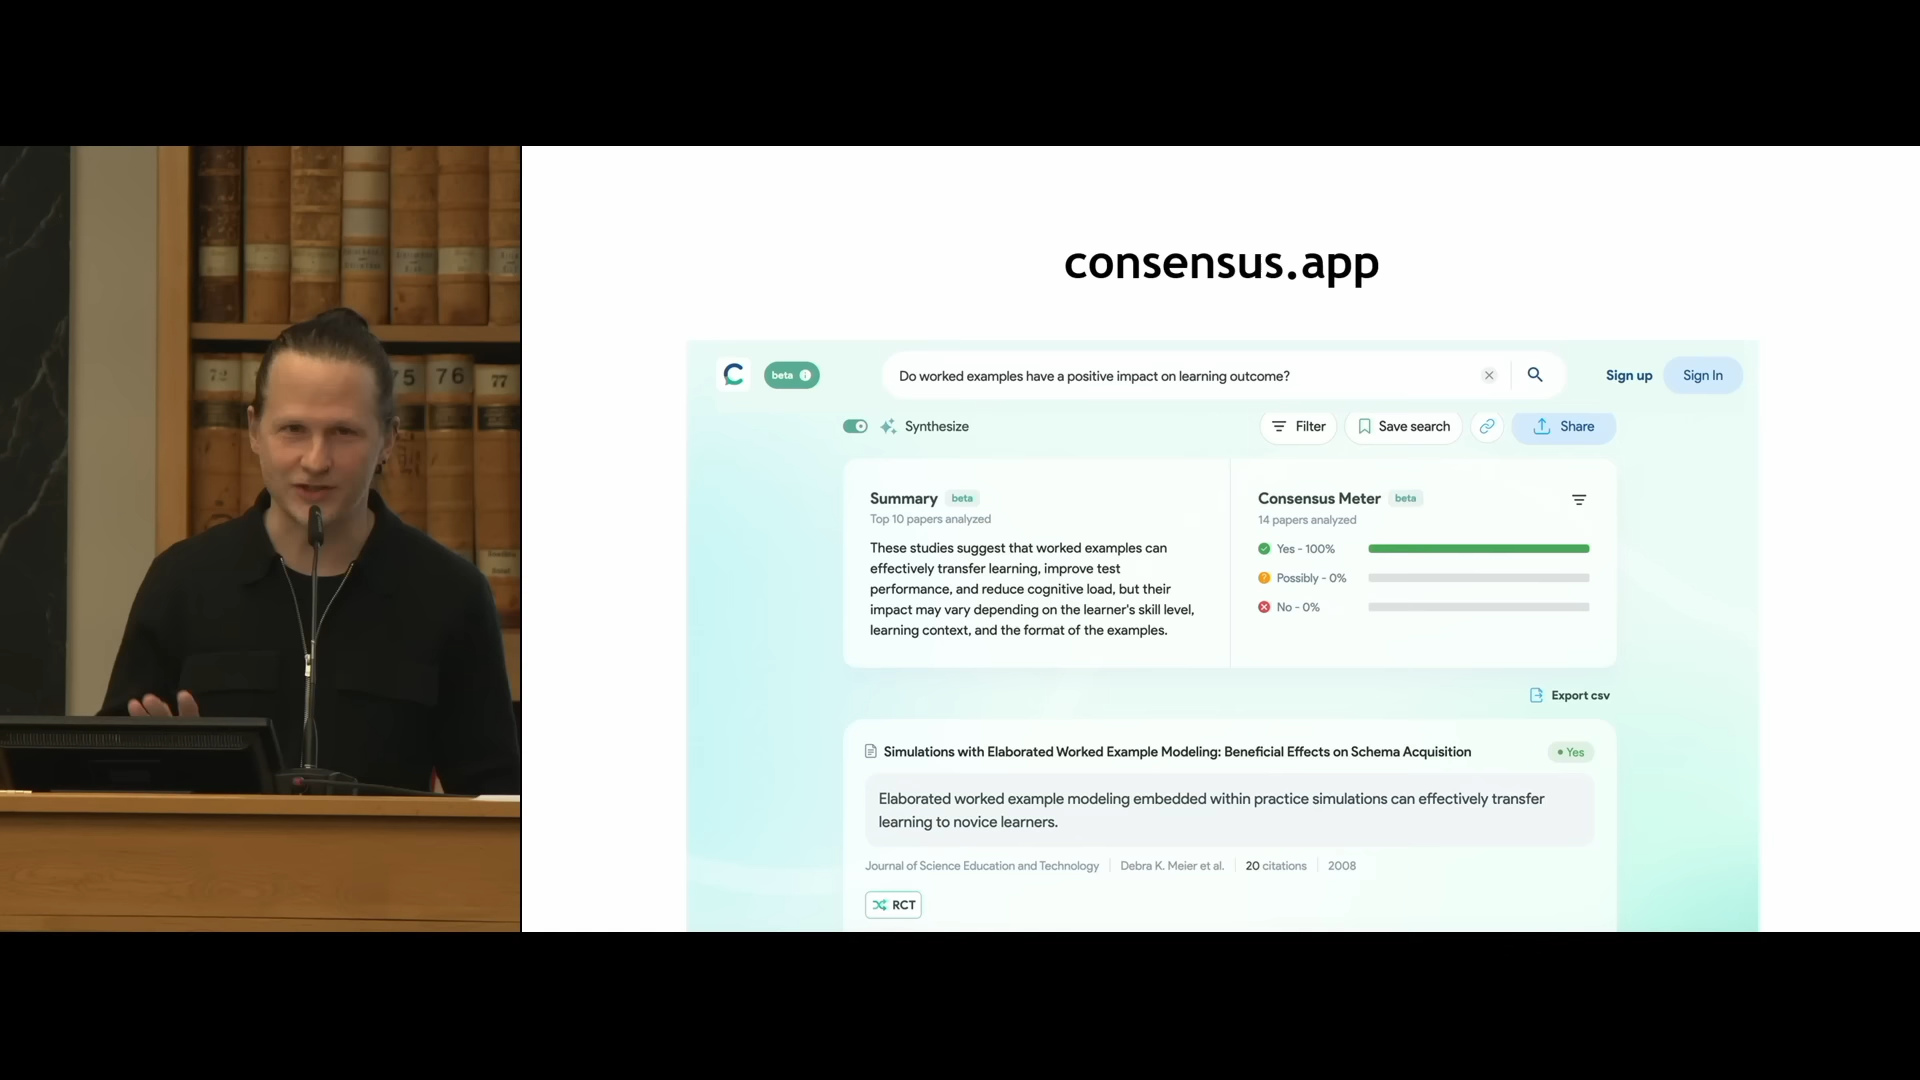 consensus.app
beta
Do worked examples have a positive impact on learning outcome?
Sign up
Sign In
Synthesize
Filter
Save search
Share
Summary beta
Top 10 papers analyzed
These studies suggest that worked examples can
effectively transfer learning, improve test
performance, and reduce cognitive load, but their
impact may vary depending on the learner's skill level,
learning context, and the format of the examples.
Consensus Meter beta
14 papers analyzed
Yes - 100%
Possibly - 0%
No - 0%
Export csv
Simulations with Elaborated Worked Example Modeling: Beneficial Effects on Schema Acquisition
Yes
Elaborated worked example modeling embedded within practice simulations can effectively transfer
learning to novice learners.
Journal of Science Education and Technology
Debra K. Meier et al.
20 citations
2008
RCT
72
75
76
77